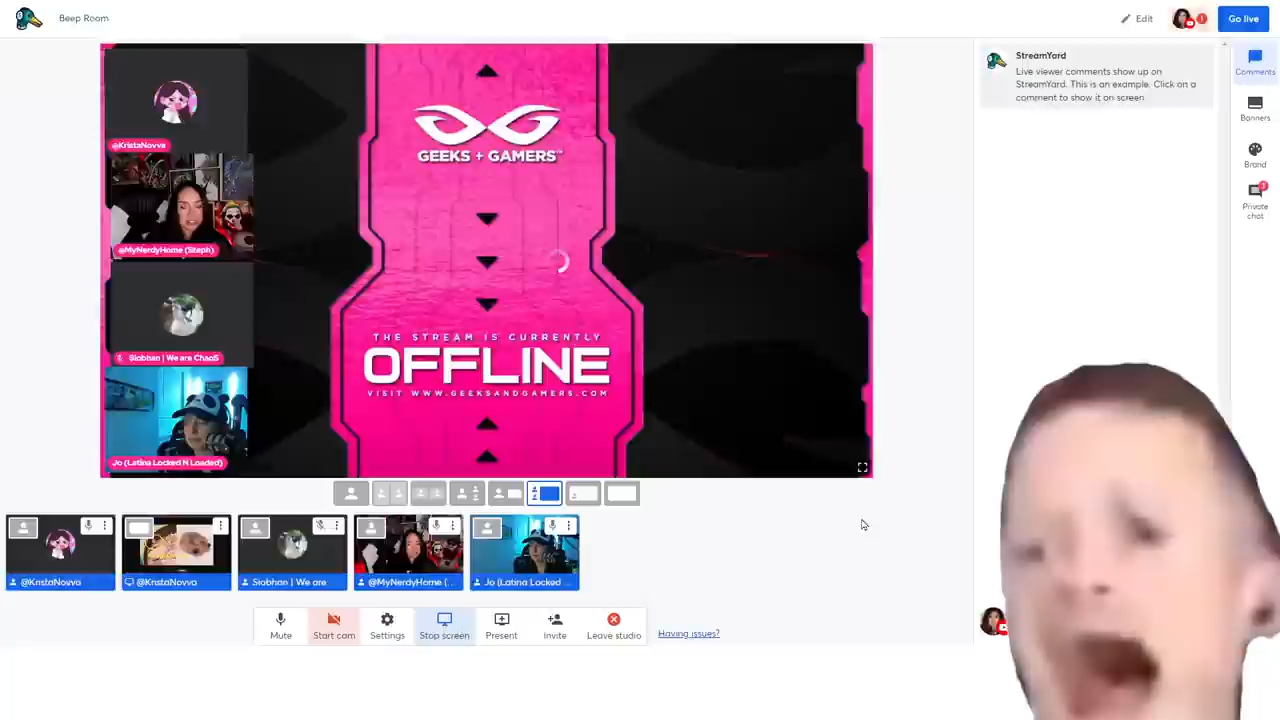 Beep Room
Edit
Go live
@KristaNovva
@MyNerdyHome (Steph)
Siobhan | We are ChaoS
Jo (Latina Locked N Loaded)
GEEKS + GAMERS™
THE STREAM IS CURRENTLY
OFFLINE
VISIT WWW.GEEKSANDGAMERS.COM
StreamYard
Live viewer comments show up on
StreamYard. This is an example. Click on a
comment to show it on screen
Comments
Banners
Brand
1
Private
chat
@KristaNovva
@KristaNovva
Siobhan | We are
@MyNerdyHome (...
Jo (Latina Locked ...
Mute
Start cam
Settings
Stop screen
Present
Invite
Leave studio
Having issues?